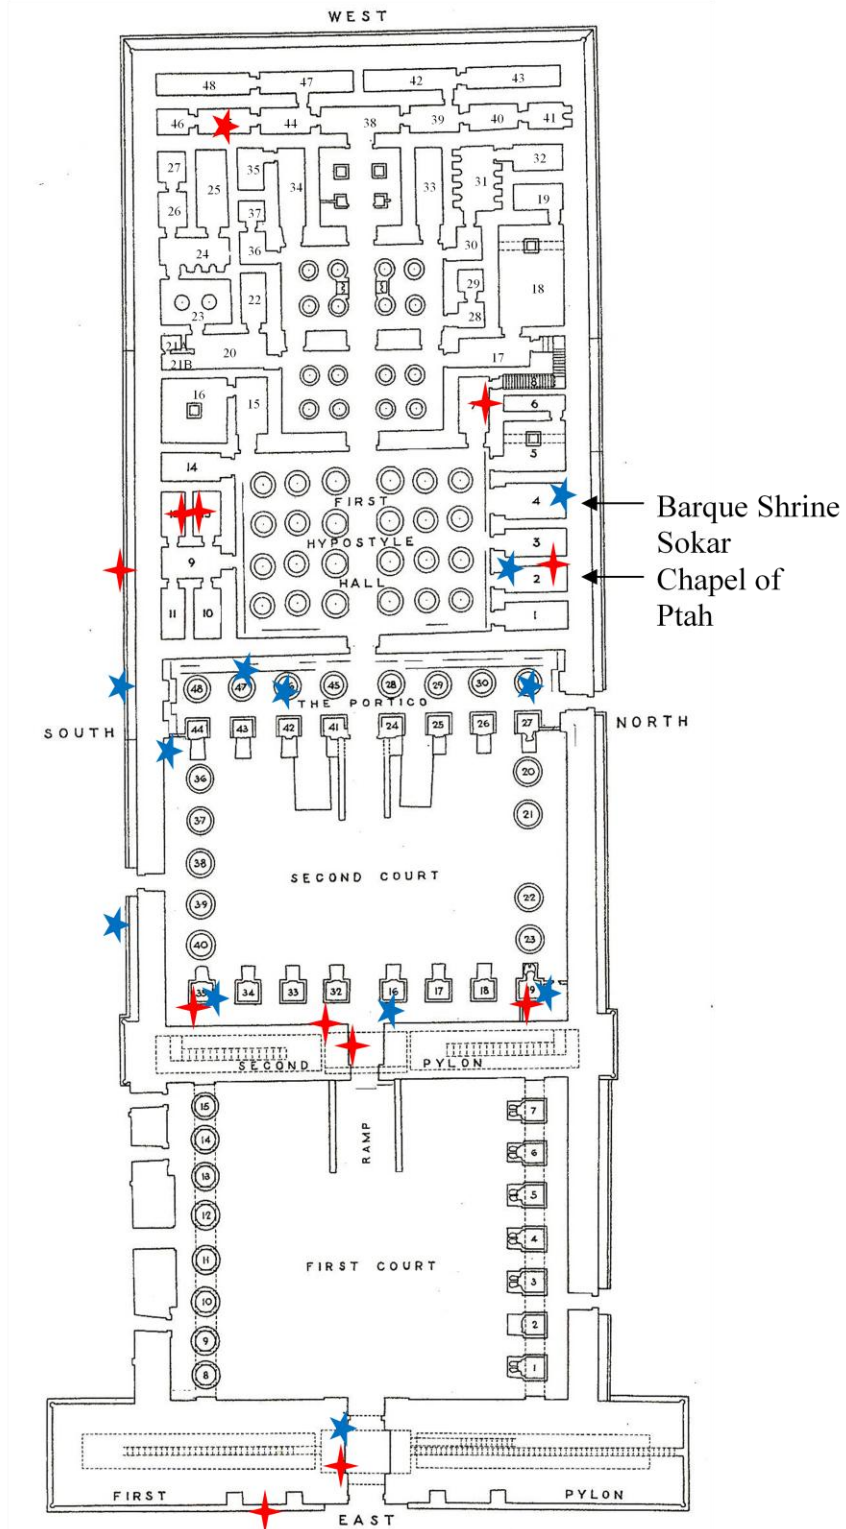 WEST
48 47 42 43
46 44 38 39 40 41
27 25 35 34 33 31 32
26 37 19
24 36 30
18
22 29
23 28
21A 20 17
21B
8
16 15 6
5
14
4
FIRST
Barque Shrine
Sokar
HYPOSTYLE
3
9
HALL
2
Chapel of
Ptah
11 10 1
48 47 45 28 29 30
THE PORTICO
SOUTH
NORTH
44 43 42 41 24 25 26 27
36 20
37 21
38
SECOND COURT
39 22
40 23
35 34 33 32 16 17 18 19
SECOND PYLON
15 7
14 RAMP 6
13 5
12 4
11 FIRST COURT 3
10 2
9 1
8
FIRST PYLON
EAST